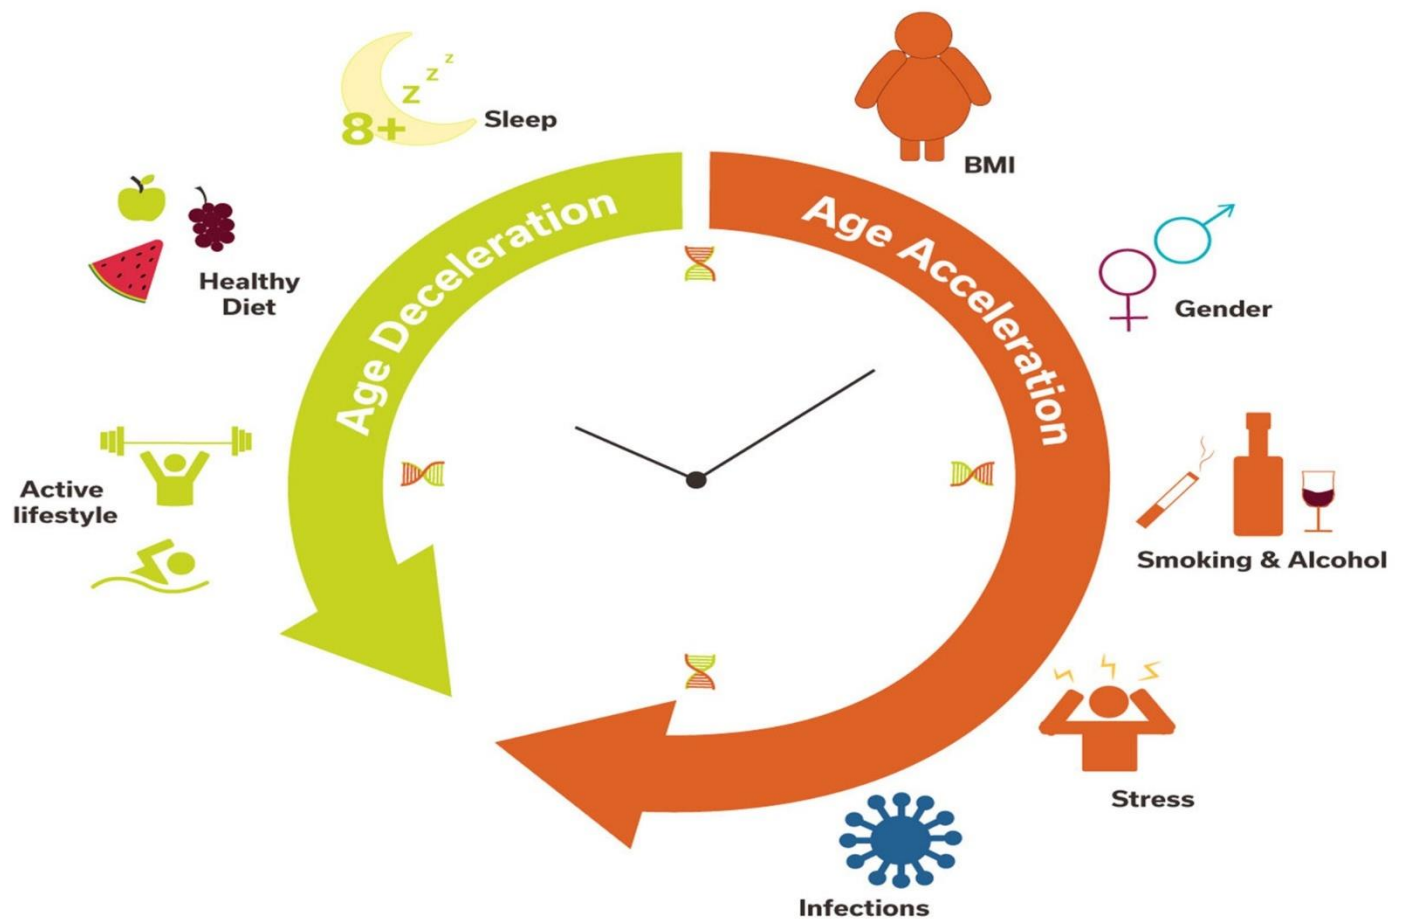 z
z
z
8+
Sleep
BMI
Age Deceleration
Age Acceleration
Healthy
Diet
Gender
Active
lifestyle
Smoking & Alcohol
Stress
Infections